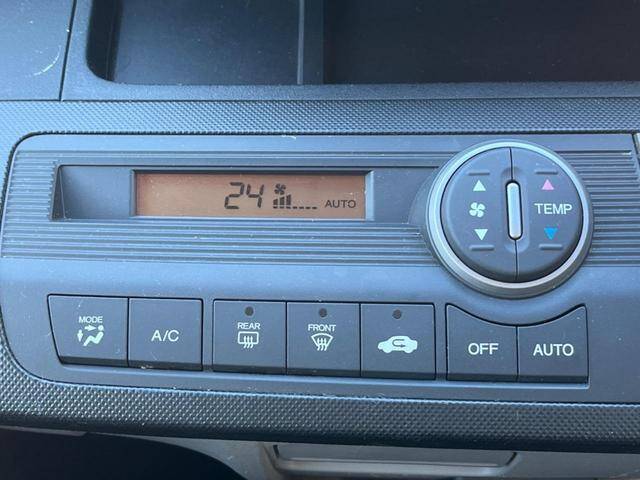 24 AUTO
TEMP
MODE
A/C
REAR
FRONT
OFF
AUTO